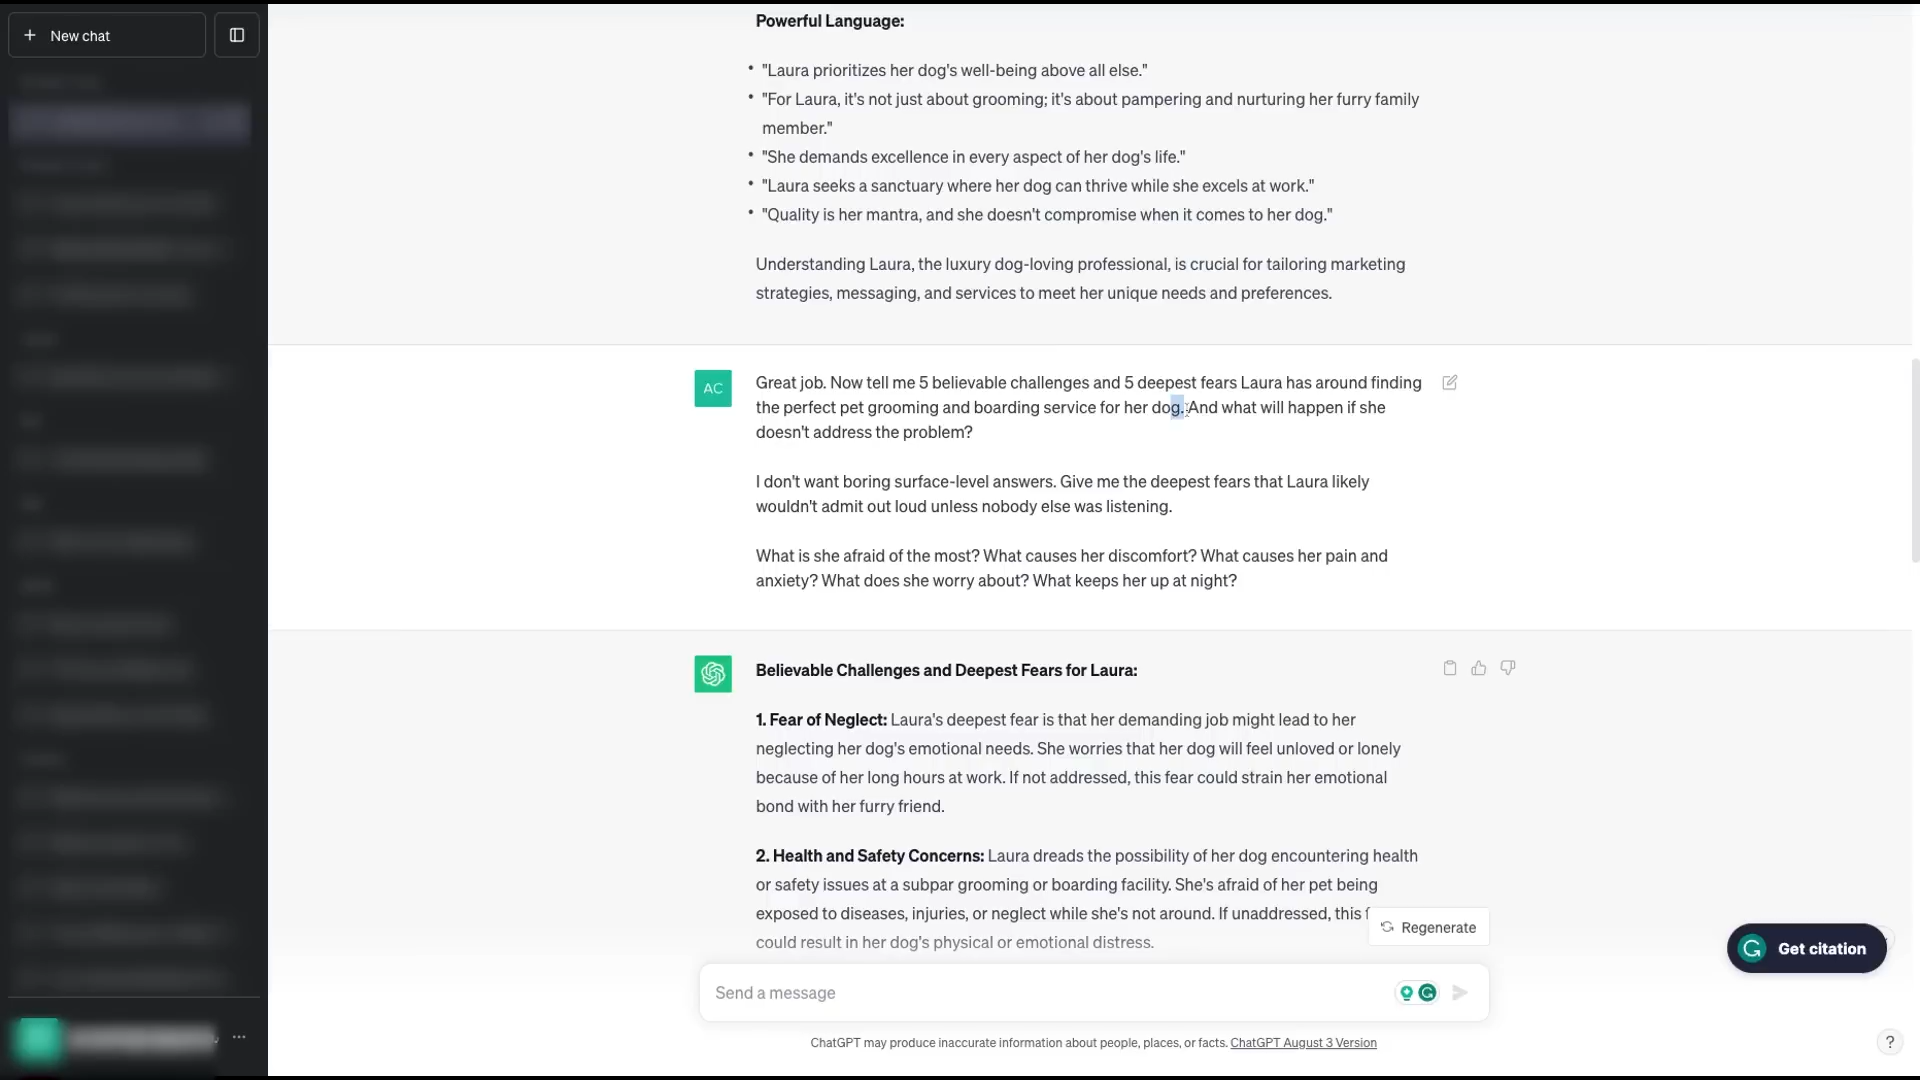 New chat
Powerful Language:
• "Laura prioritizes her dog's well-being above all else."
• "For Laura, it's not just about grooming; it's about pampering and nurturing her furry family
member."
• "She demands excellence in every aspect of her dog's life."
• "Laura seeks a sanctuary where her dog can thrive while she excels at work."
• "Quality is her mantra, and she doesn't compromise when it comes to her dog."
Understanding Laura, the luxury dog-loving professional, is crucial for tailoring marketing
strategies, messaging, and services to meet her unique needs and preferences.
AC
Great job. Now tell me 5 believable challenges and 5 deepest fears Laura has around finding
the perfect pet grooming and boarding service for her dog. And what will happen if she
doesn't address the problem?
I don't want boring surface-level answers. Give me the deepest fears that Laura likely
wouldn't admit out loud unless nobody else was listening.
What is she afraid of the most? What causes her discomfort? What causes her pain and
anxiety? What does she worry about? What keeps her up at night?
Believable Challenges and Deepest Fears for Laura:
1. Fear of Neglect: Laura's deepest fear is that her demanding job might lead to her
neglecting her dog's emotional needs. She worries that her dog will feel unloved or lonely
because of her long hours at work. If not addressed, this fear could strain her emotional
bond with her furry friend.
2. Health and Safety Concerns: Laura dreads the possibility of her dog encountering health
or safety issues at a subpar grooming or boarding facility. She's afraid of her pet being
exposed to diseases, injuries, or neglect while she's not around. If unaddressed, this
could result in her dog's physical or emotional distress.
Regenerate
Get citation
Send a message
ChatGPT may produce inaccurate information about people, places, or facts. ChatGPT August 3 Version
?